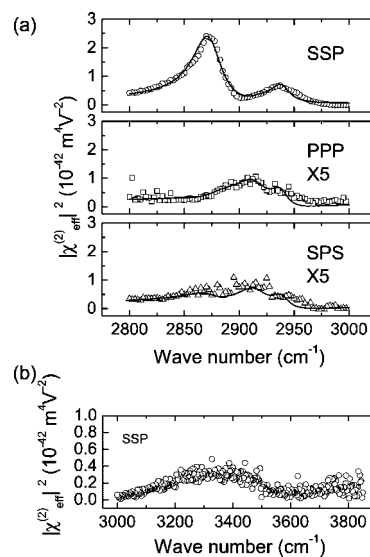 (a)
3
2
1
0
SSP
3
2
1
0
PPP
X5
3
2
1
0
SPS
X5
|χ(2)eff|2 (10-42 m4V-2)
2800 2850 2900 2950 3000
Wave number (cm-1)
(b)
1.0
0.8
0.6
0.4
0.2
0.0
SSP
|χ(2)eff|2 (10-42 m4V-2)
3000 3200 3400 3600 3800
Wave number (cm-1)